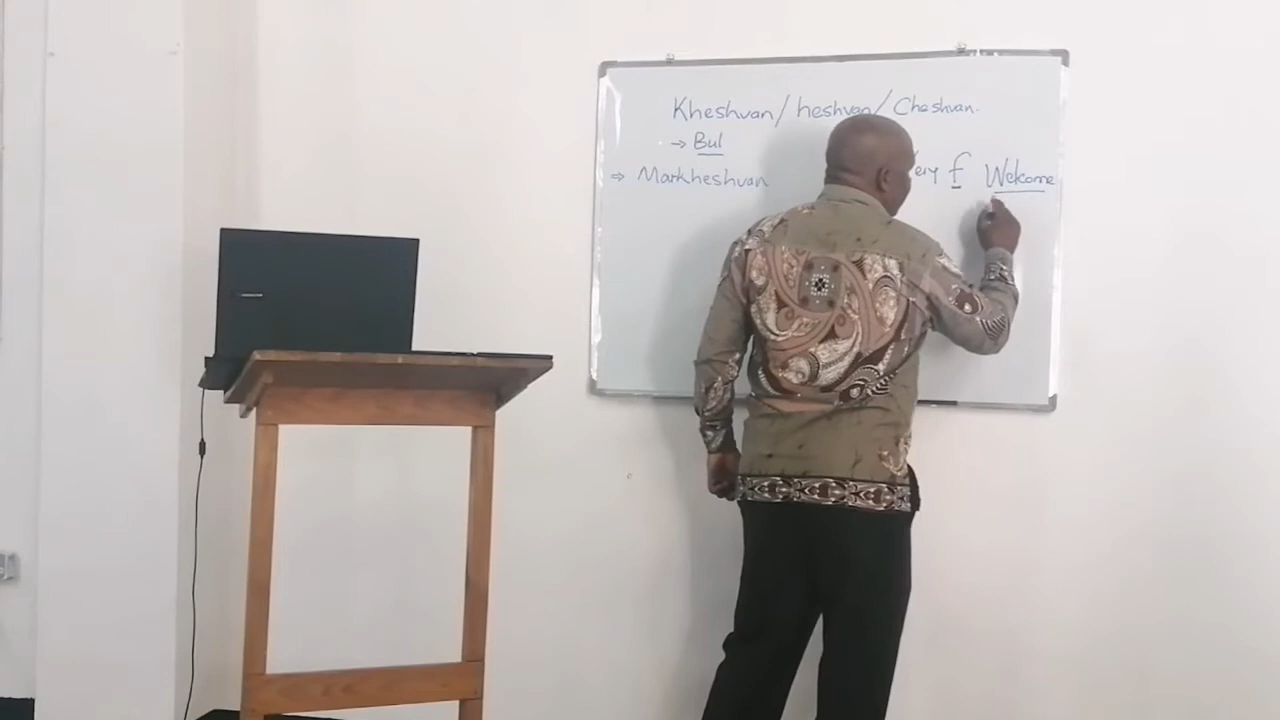 Kheshvan/ heshvan/ Cheshvan.
→ Bul
⇒ Markheshvan f Welcome